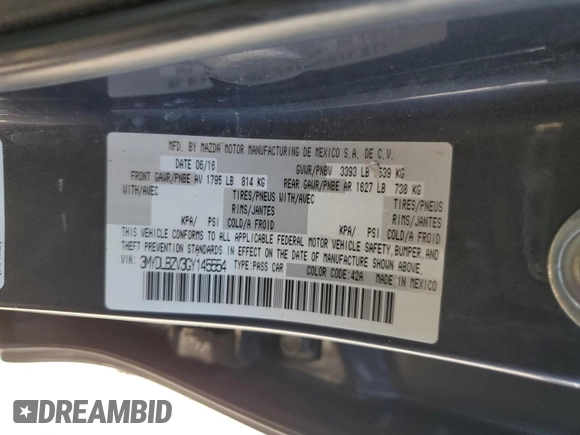 MFD. BY MAZDA MOTOR MANUFACTURING DE MEXICO S.A. DE C.V.
DATE 06/16 GVWR/PNBV 3393 LB 539 KG
FRONT GAWR/PNBE AV 1795 LB 814 KG REAR GAWR/PNBE AR 1627 LB 738 KG
WITH/AVEC TIRES/PNEUS WITH/AVEC TIRES/PNEUS
RIMS/JANTES RIMS/JANTES
KPA/ PSI COLD/A FROID KPA/ PSI COLD/A FROID
THIS VEHICLE CONFORMS TO ALL APPLICABLE FEDERAL MOTOR VEHICLE SAFETY, BUMPER, AND
THEFT PREVENTION STANDARDS IN EFFECT ON THE DATE OF MANUFACTURE SHOWN ABOVE.
VIN: 3MYDLBZV3GY145554 TYPE:PASS CAR COLOR CODE:42A MADE IN MEXICO
DREAMBID